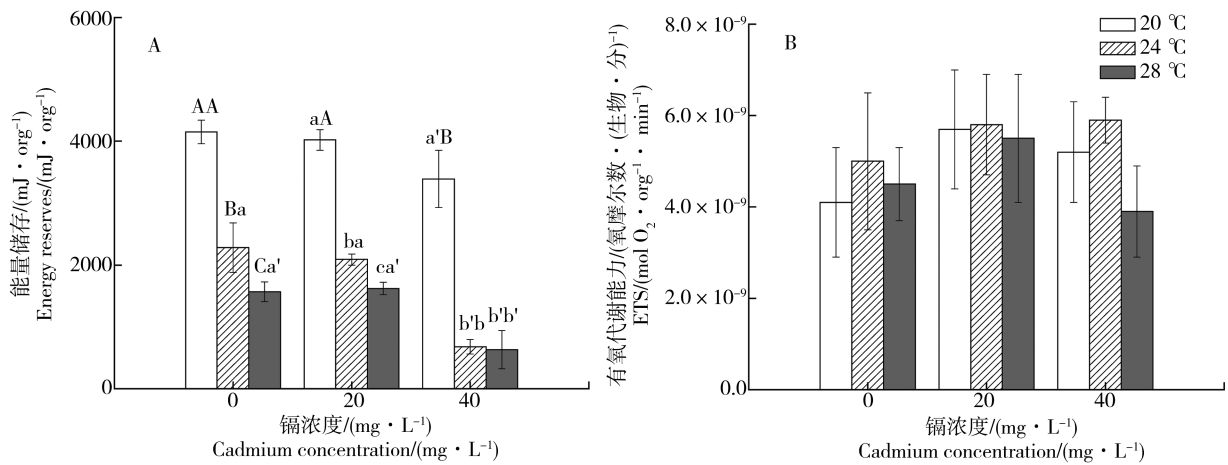 A
6000
4000
2000
0
能量储存/(mJ·org⁻¹)
Energy reserves/(mJ·org⁻¹)
AA
Ba
Ca'
aA
ba
ca'
a'B
b'b
b'b'
0
20
40
镉浓度/(mg·L⁻¹)
Cadmium concentration/(mg·L⁻¹)
B
8.0×10⁻⁹
6.0×10⁻⁹
4.0×10⁻⁹
2.0×10⁻⁹
0.0
有氧代谢能力/(氧摩尔数·(生物·分)⁻¹)
ETS/(mol O₂·org⁻¹·min⁻¹)
20 ℃
24 ℃
28 ℃
0
20
40
镉浓度/(mg·L⁻¹)
Cadmium concentration/(mg·L⁻¹)